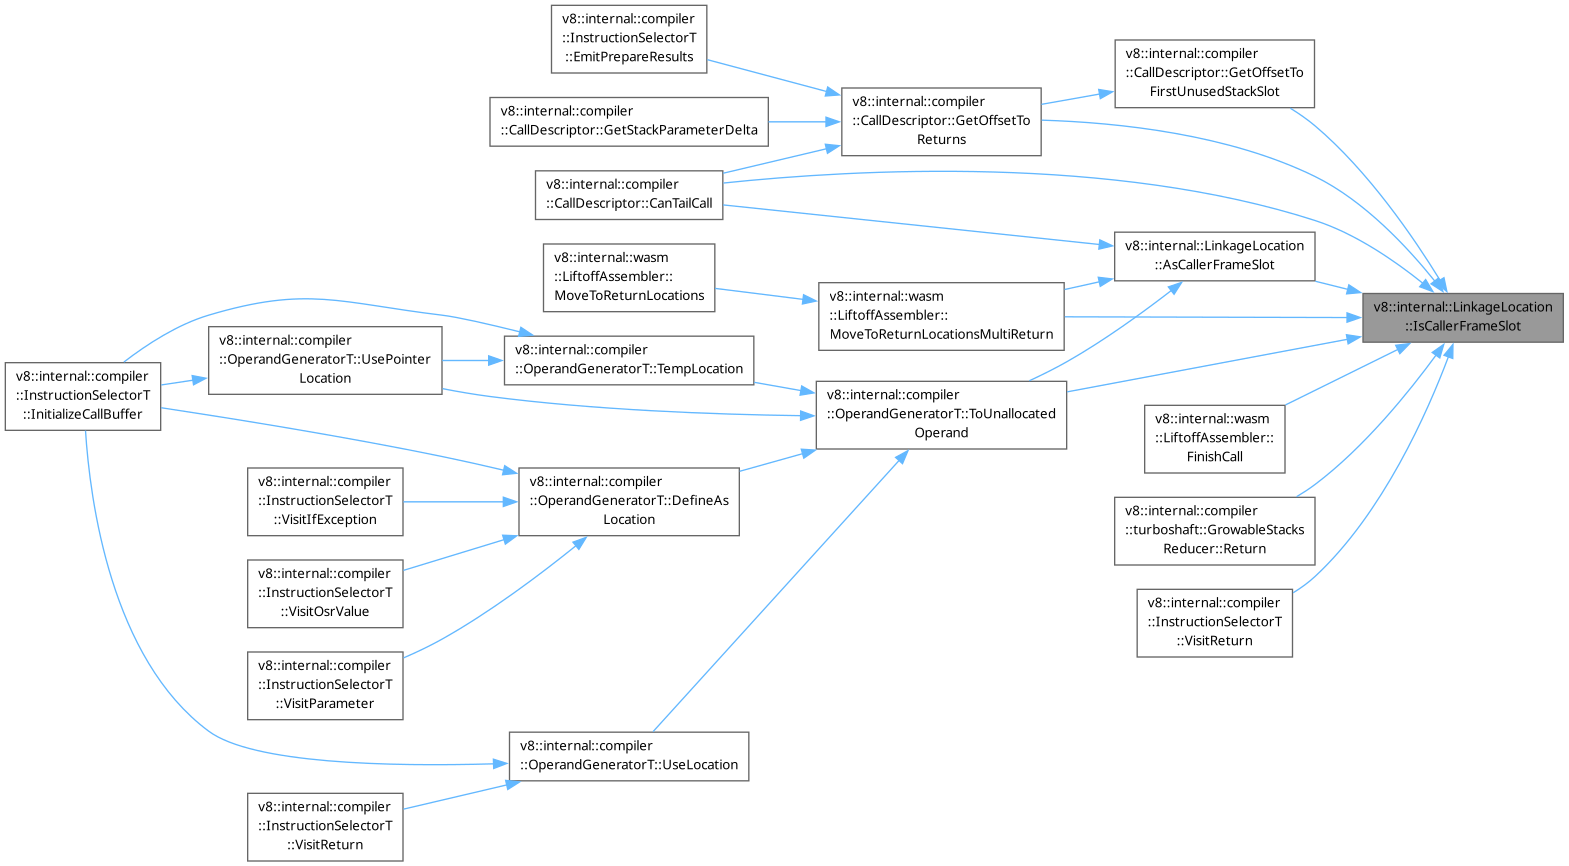 v8::internal::compiler
::InstructionSelectorT
::EmitPrepareResults
v8::internal::compiler
::CallDescriptor::GetOffsetTo
FirstUnusedStackSlot
v8::internal::compiler
::CallDescriptor::GetStackParameterDelta
v8::internal::compiler
::CallDescriptor::GetOffsetTo
Returns
v8::internal::compiler
::CallDescriptor::CanTailCall
v8::internal::wasm
::LiftoffAssembler::
MoveToReturnLocations
v8::internal::LinkageLocation
::AsCallerFrameSlot
v8::internal::wasm
::LiftoffAssembler::
MoveToReturnLocationsMultiReturn
v8::internal::LinkageLocation
::IsCallerFrameSlot
v8::internal::compiler
::InstructionSelectorT
::InitializeCallBuffer
v8::internal::compiler
::OperandGeneratorT::UsePointer
Location
v8::internal::compiler
::OperandGeneratorT::TempLocation
v8::internal::compiler
::OperandGeneratorT::ToUnallocated
Operand
v8::internal::wasm
::LiftoffAssembler::
FinishCall
v8::internal::compiler
::InstructionSelectorT
::VisitIfException
v8::internal::compiler
::OperandGeneratorT::DefineAs
Location
v8::internal::compiler
::turboshaft::GrowableStacks
Reducer::Return
v8::internal::compiler
::InstructionSelectorT
::VisitOsrValue
v8::internal::compiler
::InstructionSelectorT
::VisitReturn
v8::internal::compiler
::InstructionSelectorT
::VisitParameter
v8::internal::compiler
::OperandGeneratorT::UseLocation
v8::internal::compiler
::InstructionSelectorT
::VisitReturn